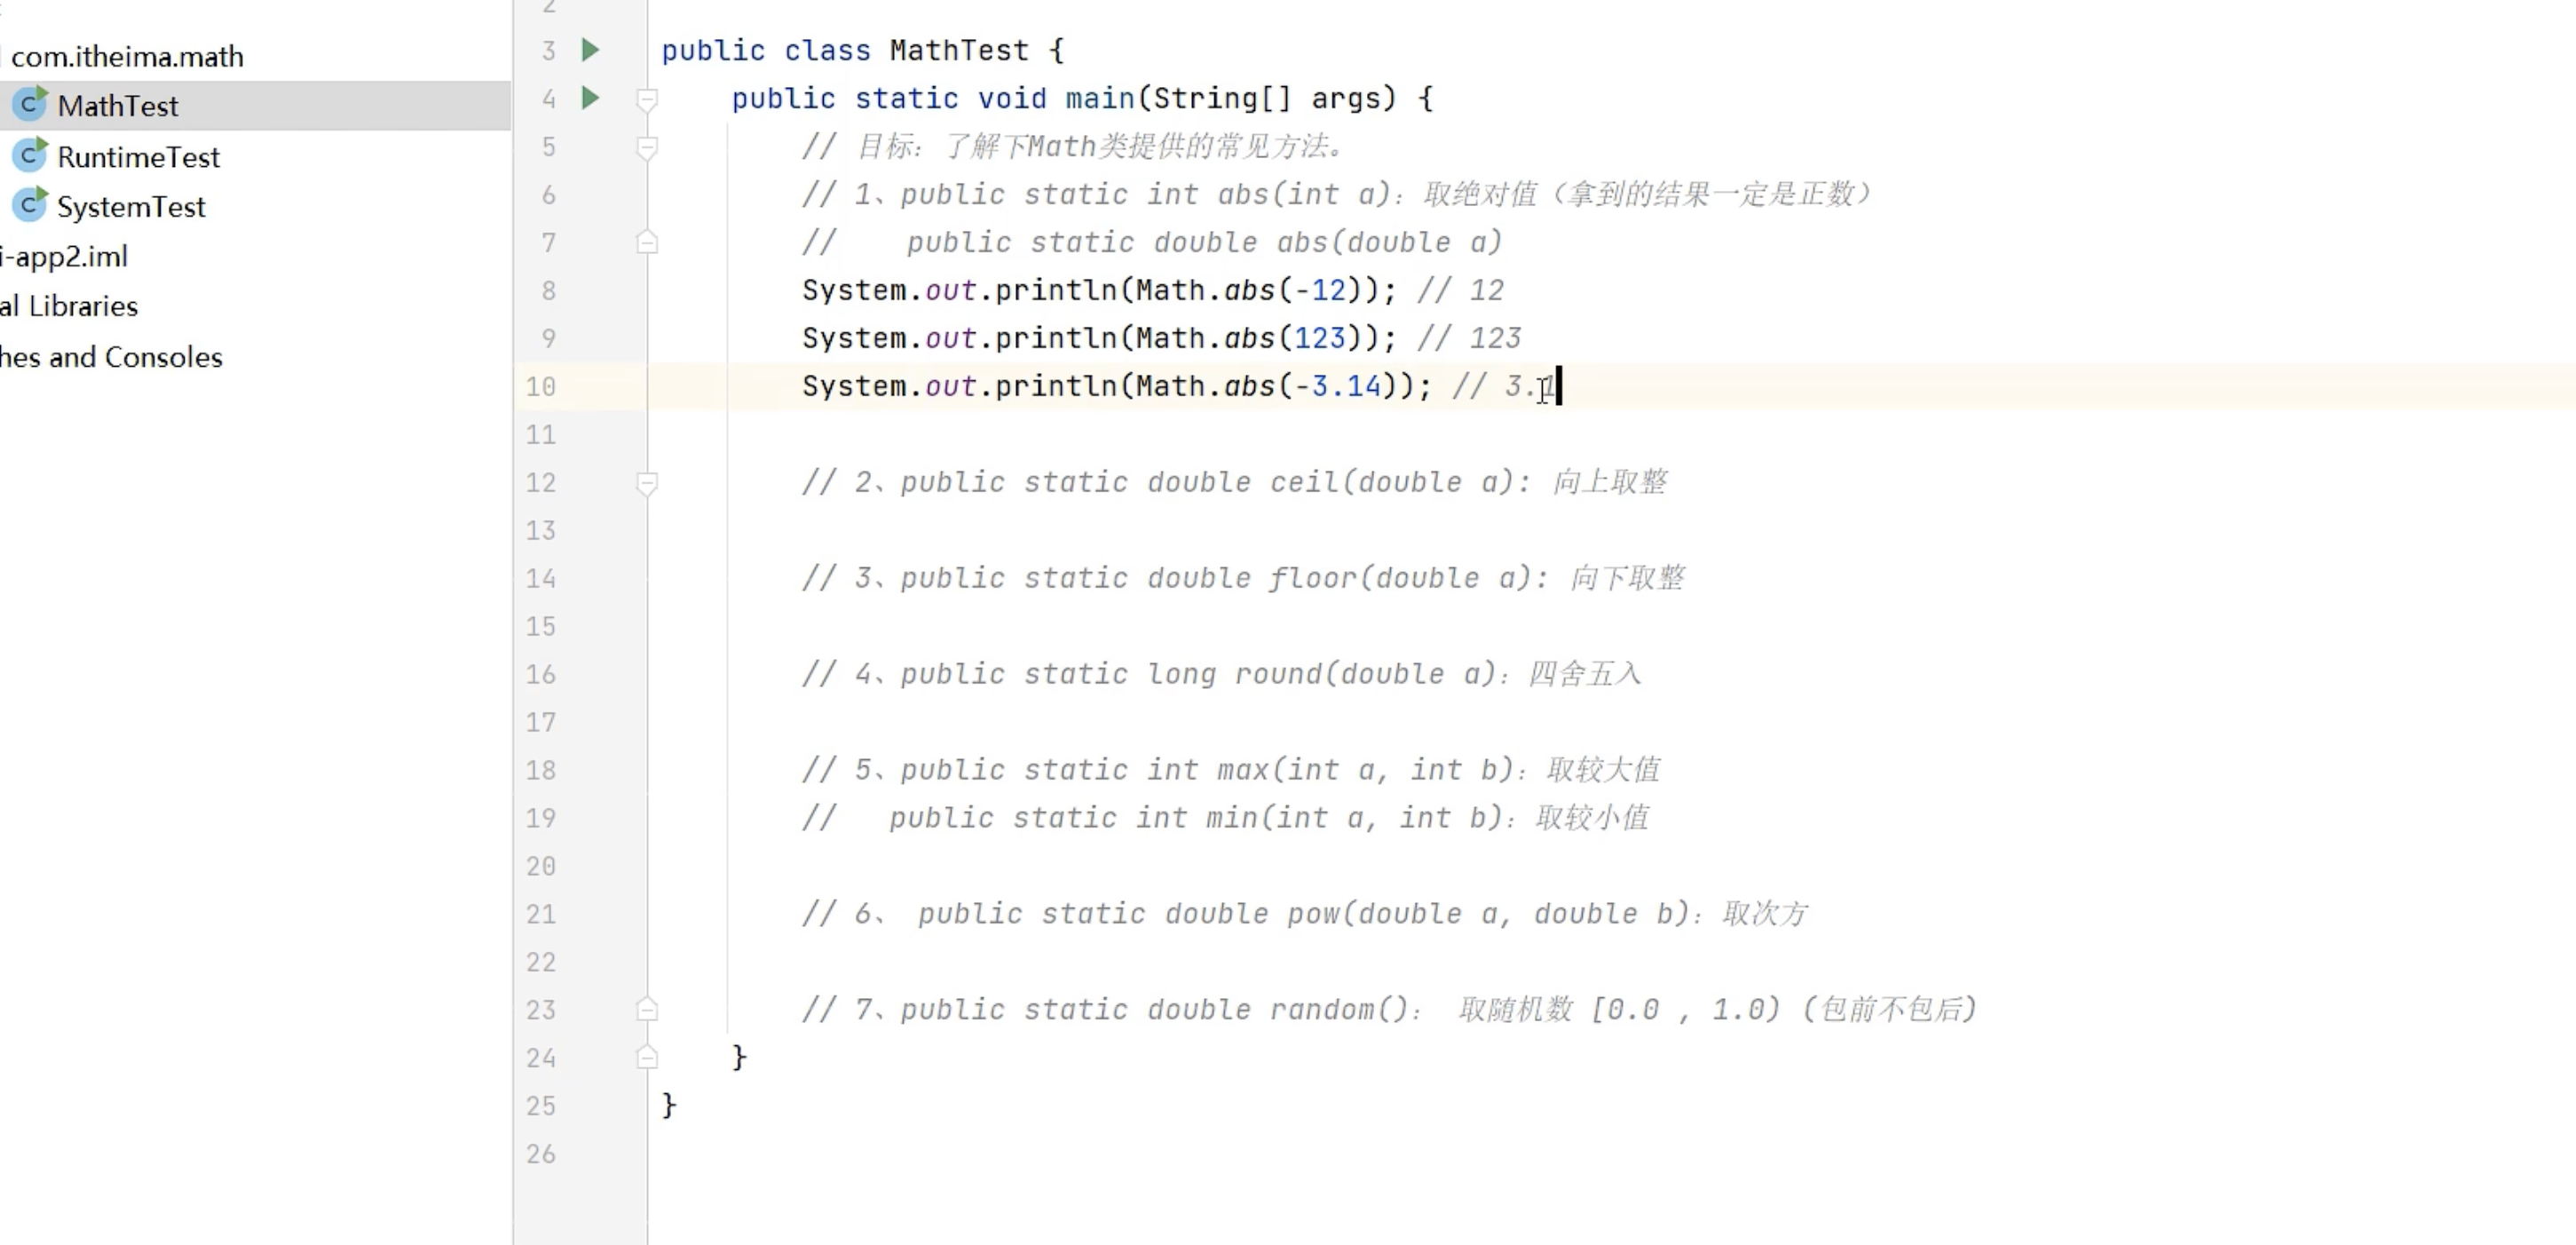 com.itheima.math
MathTest
RuntimeTest
SystemTest
i-app2.iml
al Libraries
hes and Consoles
2
3 public class MathTest {
4 public static void main(String[] args) {
5 // 目标：了解下Math类提供的常见方法。
6 // 1、public static int abs(int a)：取绝对值（拿到的结果一定是正数）
7 //    public static double abs(double a)
8 System.out.println(Math.abs(-12)); // 12
9 System.out.println(Math.abs(123)); // 123
10 System.out.println(Math.abs(-3.14)); // 3.1
11
12 // 2、public static double ceil(double a): 向上取整
13
14 // 3、public static double floor(double a): 向下取整
15
16 // 4、public static long round(double a)：四舍五入
17
18 // 5、public static int max(int a, int b)：取较大值
19 //   public static int min(int a, int b)：取较小值
20
21 // 6、 public static double pow(double a, double b)：取次方
22
23 // 7、public static double random()： 取随机数 [0.0 , 1.0) (包前不包后)
24 }
25 }
26